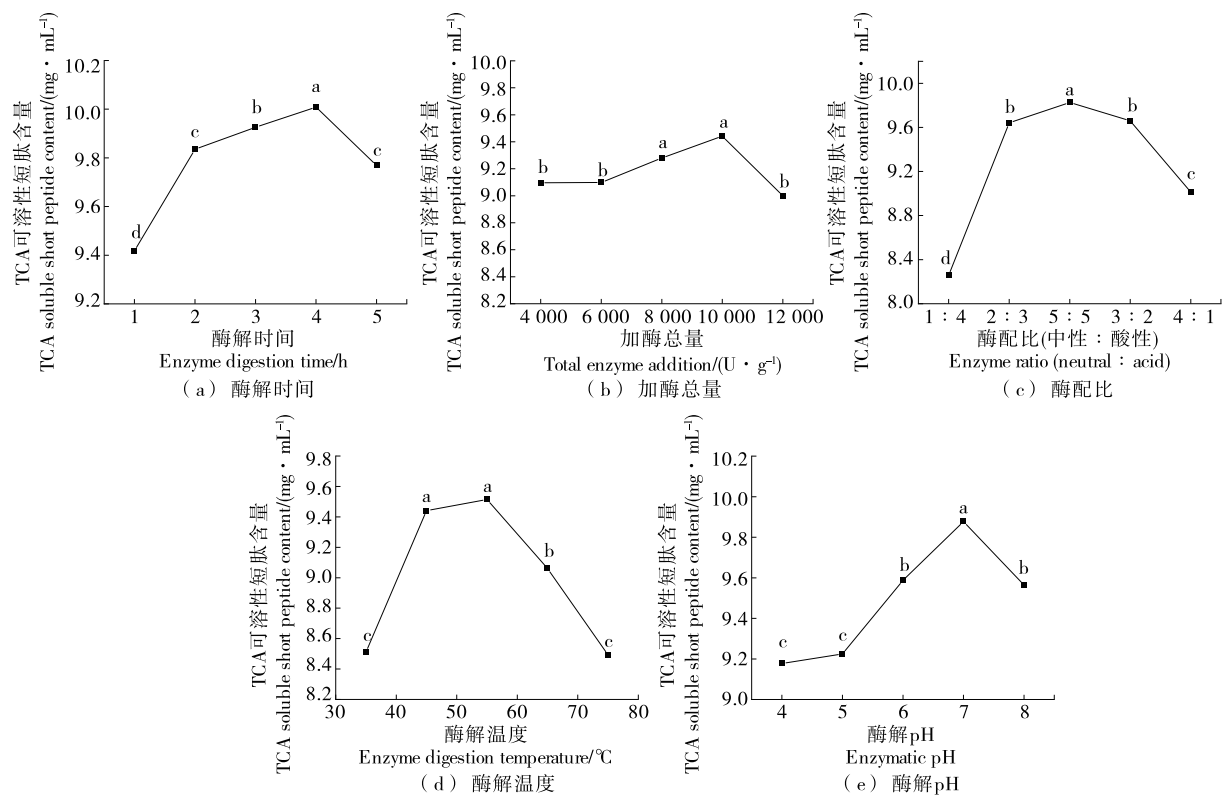 TCA可溶性短肽含量
TCA soluble short peptide content/(mg·mL⁻¹)
10.2
10.0
9.8
9.6
9.4
9.2
d
c
b
a
c
1 2 3 4 5
酶解时间
Enzyme digestion time/h
(a) 酶解时间
TCA可溶性短肽含量
TCA soluble short peptide content/(mg·mL⁻¹)
10.0
9.8
9.6
9.4
9.2
9.0
8.8
8.6
8.4
8.2
b
b
a
a
b
4 000 6 000 8 000 10 000 12 000
加酶总量
Total enzyme addition/(U·g⁻¹)
(b) 加酶总量
TCA可溶性短肽含量
TCA soluble short peptide content/(mg·mL⁻¹)
10.0
9.6
9.2
8.8
8.4
8.0
d
b
a
b
c
1:4 2:3 5:5 3:2 4:1
酶配比(中性:酸性)
Enzyme ratio (neutral:acid)
(c) 酶配比
TCA可溶性短肽含量
TCA soluble short peptide content/(mg·mL⁻¹)
9.8
9.6
9.4
9.2
9.0
8.8
8.6
8.4
8.2
c
a
a
b
c
30 40 50 60 70 80
酶解温度
Enzyme digestion temperature/℃
(d) 酶解温度
TCA可溶性短肽含量
TCA soluble short peptide content/(mg·mL⁻¹)
10.2
10.0
9.8
9.6
9.4
9.2
9.0
c
c
b
a
b
4 5 6 7 8
酶解pH
Enzymatic pH
(e) 酶解pH